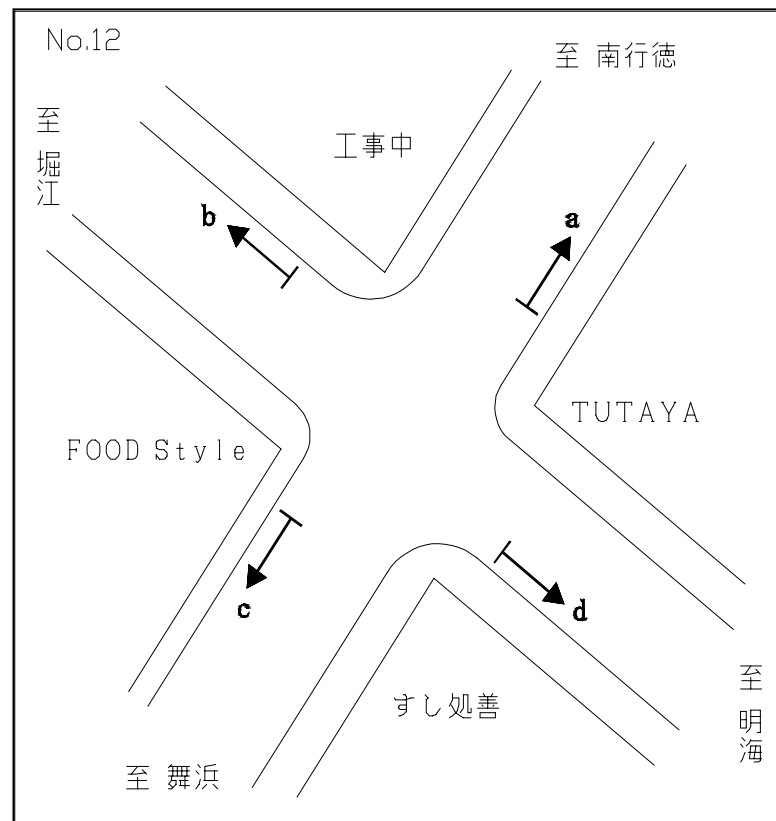 No.12
至 南行徳
至 堀江
工事中
b
a
TUTAYA
FOOD Style
c
d
すし処善
至 明海
至 舞浜